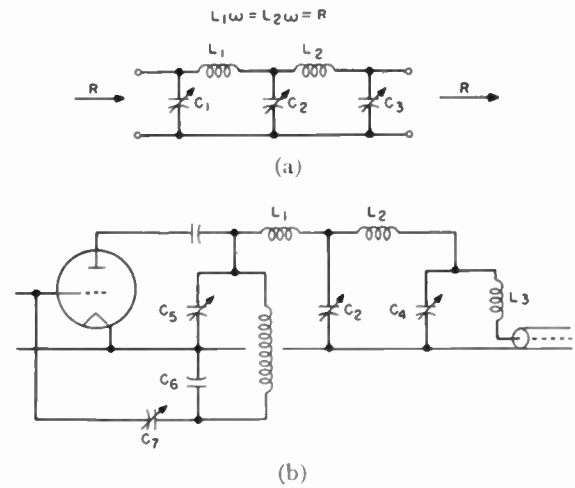 L₁ω = L₂ω = R
L₁ L₂
R C₁ C₂ C₃ R
(a)
L₁ L₂
C₅ C₂ C₄ L₃
C₆
C₇
(b)